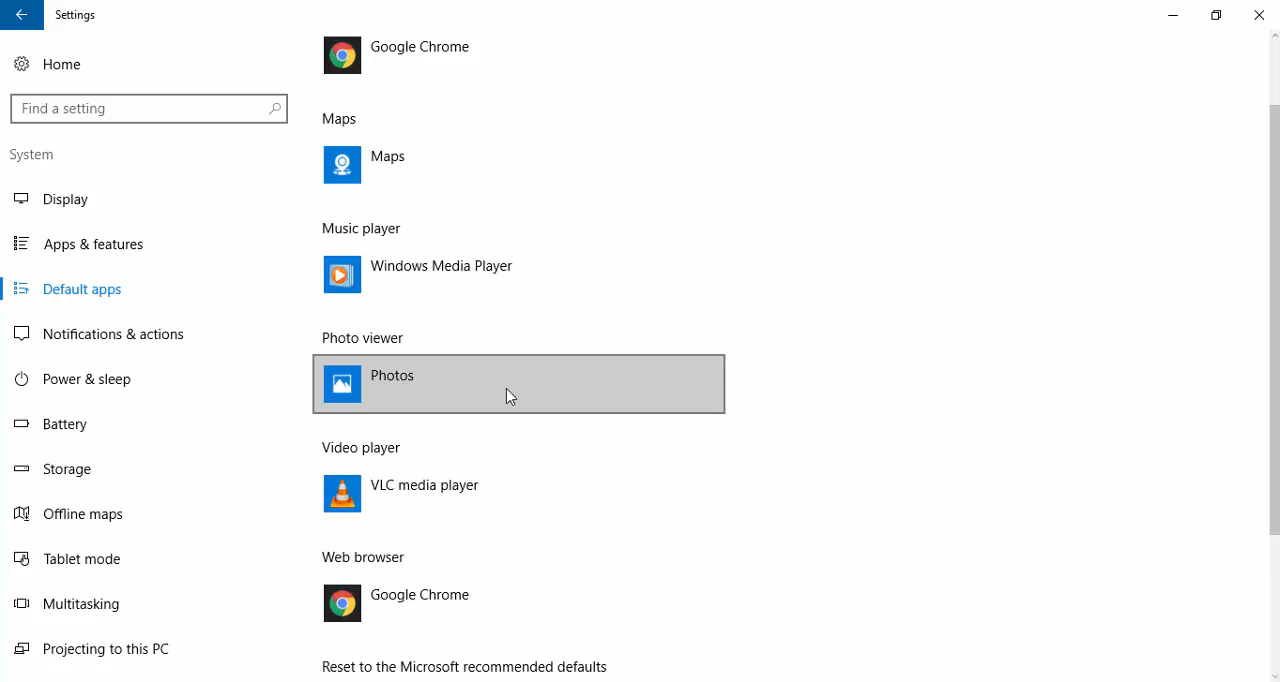 Settings
Home
Find a setting
System
Display
Apps & features
Default apps
Notifications & actions
Power & sleep
Battery
Storage
Offline maps
Tablet mode
Multitasking
Projecting to this PC
Google Chrome
Maps
Maps
Music player
Windows Media Player
Photo viewer
Photos
Video player
VLC media player
Web browser
Google Chrome
Reset to the Microsoft recommended defaults